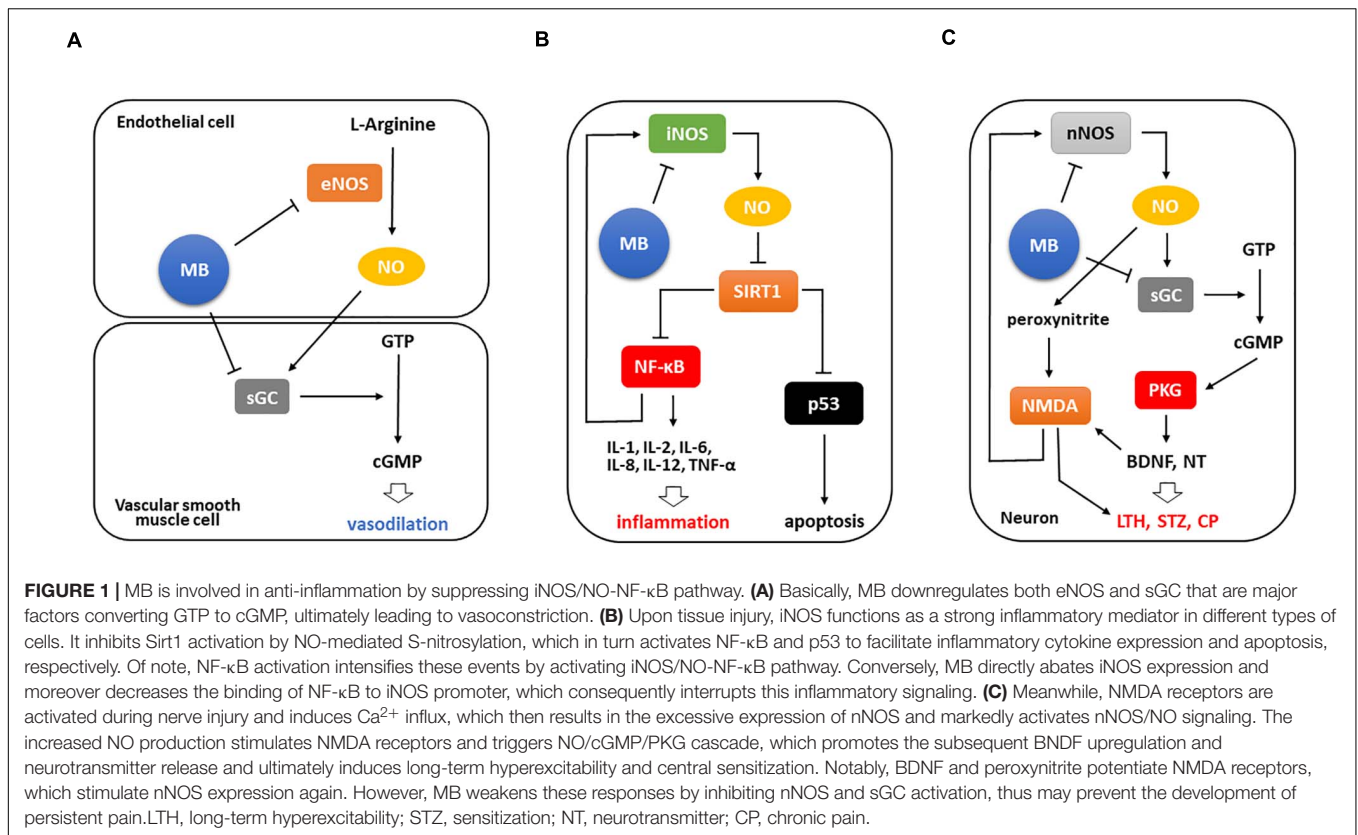 A
Endothelial cell
L-Arginine
eNOS
MB
NO
GTP
sGC
cGMP
Vascular smooth
muscle cell
vasodilation
B
iNOS
NO
MB
SIRT1
NF-κB
p53
IL-1, IL-2, IL-6,
IL-8, IL-12, TNF-α
inflammation
apoptosis
C
nNOS
NO
MB
GTP
sGC
peroxynitrite
cGMP
PKG
NMDA
BDNF, NT
Neuron
LTH, STZ, CP
FIGURE 1 | MB is involved in anti-inflammation by suppressing iNOS/NO-NF-κB pathway. (A) Basically, MB downregulates both eNOS and sGC that are major
factors converting GTP to cGMP, ultimately leading to vasoconstriction. (B) Upon tissue injury, iNOS functions as a strong inflammatory mediator in different types of
cells. It inhibits Sirt1 activation by NO-mediated S-nitrosylation, which in turn activates NF-κB and p53 to facilitate inflammatory cytokine expression and apoptosis,
respectively. Of note, NF-κB activation intensifies these events by activating iNOS/NO-NF-κB pathway. Conversely, MB directly abates iNOS expression and
moreover decreases the binding of NF-κB to iNOS promoter, which consequently interrupts this inflammatory signaling. (C) Meanwhile, NMDA receptors are
activated during nerve injury and induces Ca²⁺ influx, which then results in the excessive expression of nNOS and markedly activates nNOS/NO signaling. The
increased NO production stimulates NMDA receptors and triggers NO/cGMP/PKG cascade, which promotes the subsequent BNDF upregulation and
neurotransmitter release and ultimately induces long-term hyperexcitability and central sensitization. Notably, BDNF and peroxynitrite potentiate NMDA receptors,
which stimulate nNOS expression again. However, MB weakens these responses by inhibiting nNOS and sGC activation, thus may prevent the development of
persistent pain.LTH, long-term hyperexcitability; STZ, sensitization; NT, neurotransmitter; CP, chronic pain.